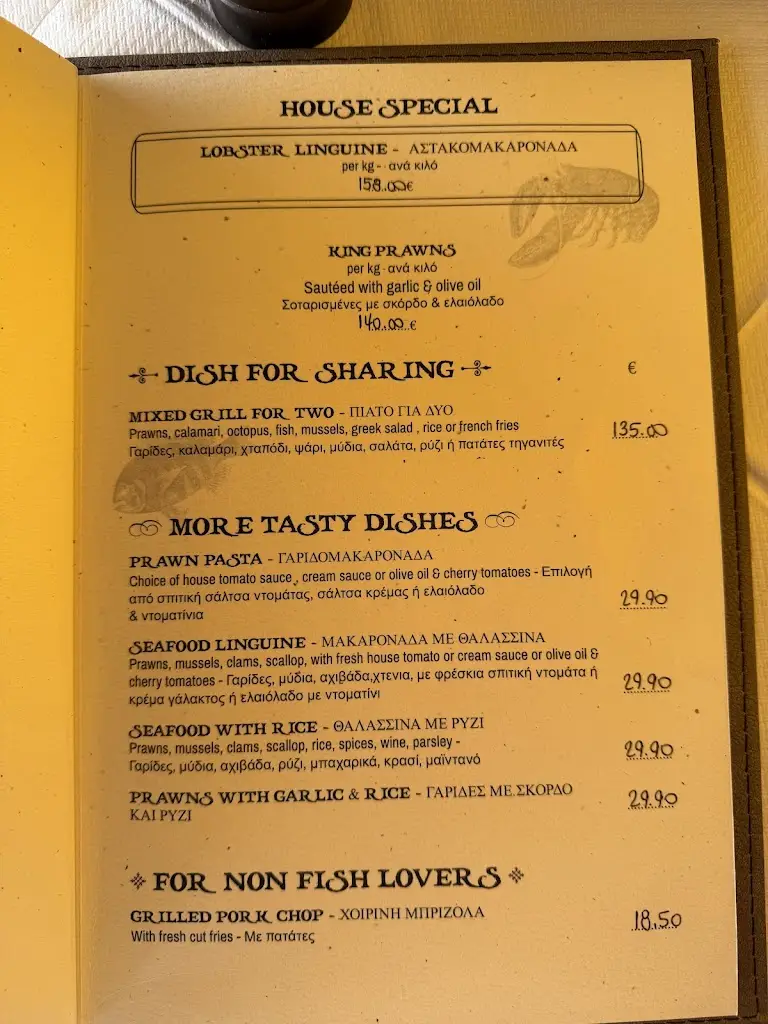 HOUSE SPECIAL
LOBSTER LINGUINE - ΑΣΤΑΚΟΜΑΚΑΡΟΝΑΔΑ
per kg - ανά κιλό
158.00€
KING PRAWNS
per kg - ανά κιλό
Sautéed with garlic & olive oil
Σοταρισμένες με σκόρδο & ελαιόλαδο
140.00 €
DISH FOR SHARING €
MIXED GRILL FOR TWO - ΠΙΑΤΟ ΓΙΑ ΔΥΟ
Prawns, calamari, octopus, fish, mussels, greek salad , rice or french fries 135.00
Γαρίδες, καλαμάρι, χταπόδι, ψάρι, μύδια, σαλάτα, ρύζι ή πατάτες τηγανιτές
MORE TASTY DISHES
PRAWN PASTA - ΓΑΡΙΔΟΜΑΚΑΡΟΝΑΔΑ
Choice of house tomato sauce , cream sauce or olive oil & cherry tomatoes - Επιλογή
από σπιτική σάλτσα ντομάτας, σάλτσα κρέμας ή ελαιόλαδο 29.90
& ντοματίνια
SEAFOOD LINGUINE - ΜΑΚΑΡΟΝΑΔΑ ΜΕ ΘΑΛΑΣΣΙΝΑ
Prawns, mussels, clams, scallop, with fresh house tomato or cream sauce or olive oil &
cherry tomatoes - Γαρίδες, μύδια, αχιβάδα,χτενια, με φρέσκια σπιτική ντομάτα ή 29.90
κρέμα γάλακτος ή ελαιόλαδο με ντοματίνι
SEAFOOD WITH RICE - ΘΑΛΑΣΣΙΝΑ ΜΕ ΡΥΖΙ
Prawns, mussels, clams, scallop, rice, spices, wine, parsley - 29.90
Γαρίδες, μύδια, αχιβάδα, ρύζι, μπαχαρικά, κρασί, μαϊντανό
PRAWNS WITH GARLIC & RICE - ΓΑΡΙΔΕΣ ΜΕ ΣΚΟΡΔΟ 29.90
ΚΑΙ ΡΥΖΙ
FOR NON FISH LOVERS
GRILLED PORK CHOP - ΧΟΙΡΙΝΗ ΜΠΡΙΖΟΛΑ 18.50
With fresh cut fries - Με πατάτες